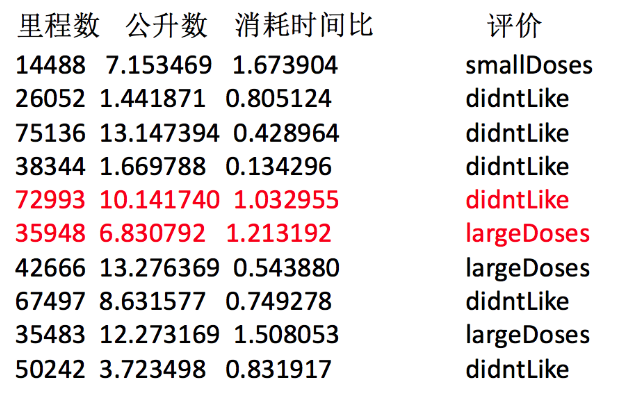 里程数 公升数 消耗时间比 评价
14488 7.153469 1.673904 smallDoses
26052 1.441871 0.805124 didntLike
75136 13.147394 0.428964 didntLike
38344 1.669788 0.134296 didntLike
72993 10.141740 1.032955 didntLike
35948 6.830792 1.213192 largeDoses
42666 13.276369 0.543880 largeDoses
67497 8.631577 0.749278 didntLike
35483 12.273169 1.508053 largeDoses
50242 3.723498 0.831917 didntLike